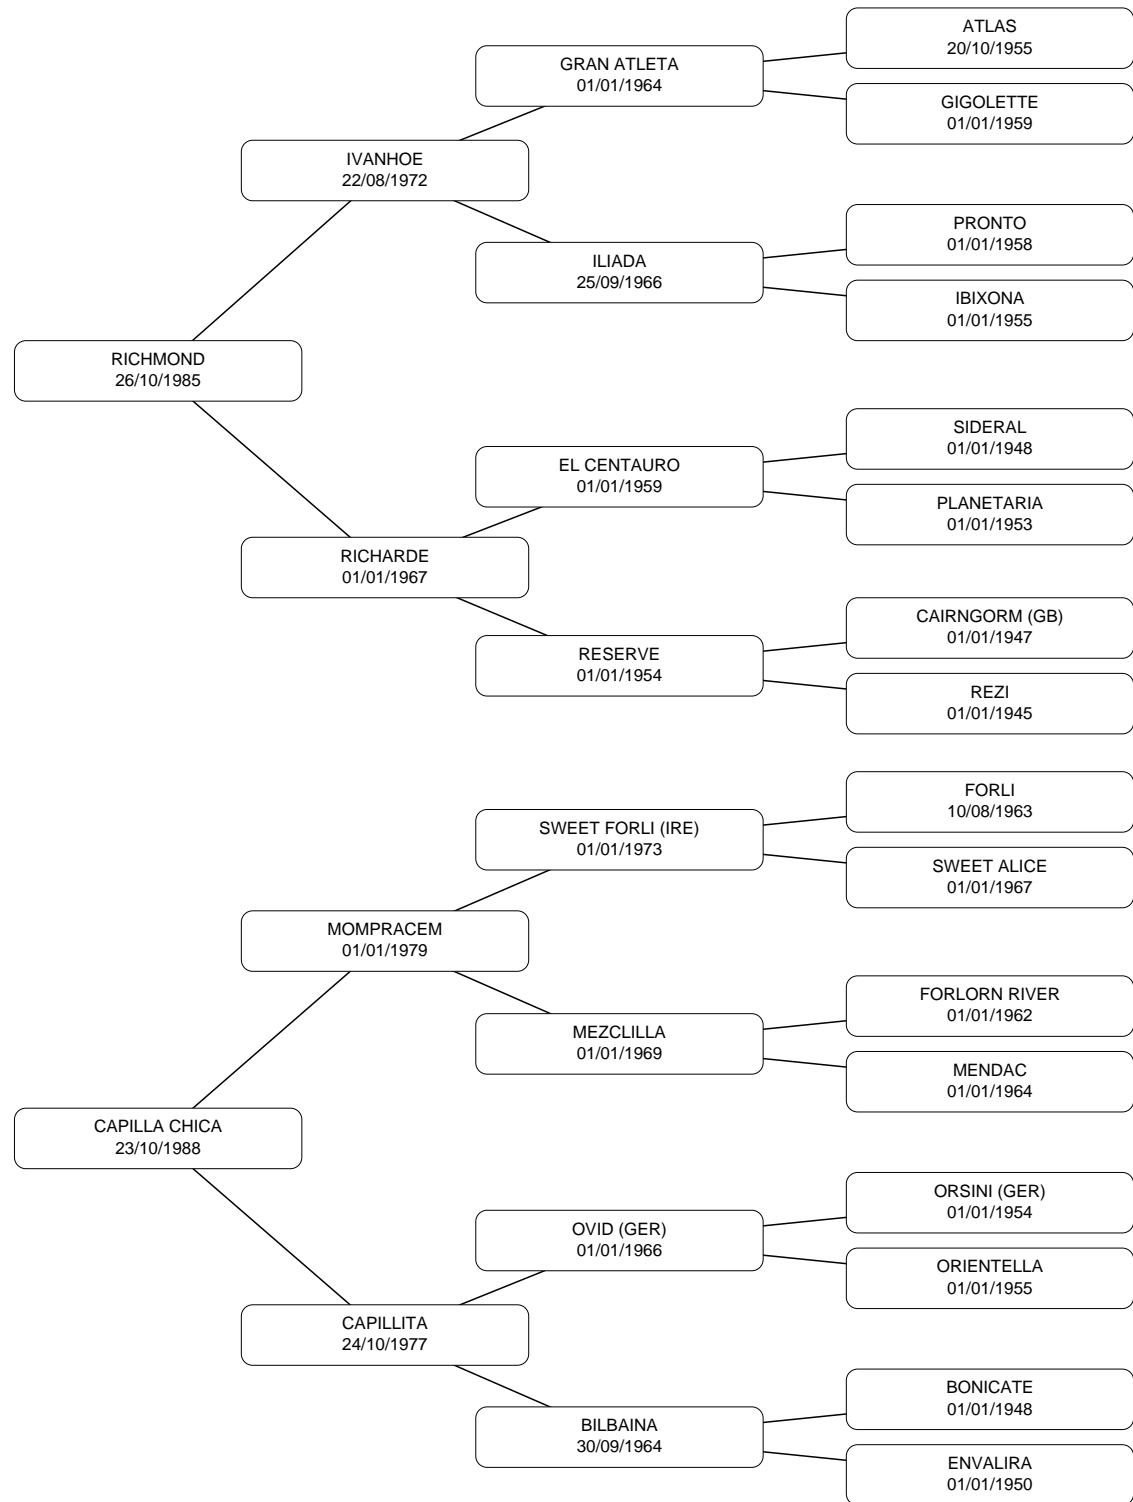 ATLAS
20/10/1955
GRAN ATLETA
01/01/1964
GIGOLETTE
01/01/1959
IVANHOE
22/08/1972
PRONTO
01/01/1958
ILIADA
25/09/1966
IBIXONA
01/01/1955
RICHMOND
26/10/1985
SIDERAL
01/01/1948
EL CENTAURO
01/01/1959
PLANETARIA
01/01/1953
RICHARDE
01/01/1967
CAIRNGORM (GB)
01/01/1947
RESERVE
01/01/1954
REZI
01/01/1945
FORLI
10/08/1963
SWEET FORLI (IRE)
01/01/1973
SWEET ALICE
01/01/1967
MOMPRACEM
01/01/1979
FORLORN RIVER
01/01/1962
MEZCLILLA
01/01/1969
MENDAC
01/01/1964
CAPILLA CHICA
23/10/1988
ORSINI (GER)
01/01/1954
OVID (GER)
01/01/1966
ORIENTELLA
01/01/1955
CAPILLITA
24/10/1977
BONICATE
01/01/1948
BILBAINA
30/09/1964
ENVALIRA
01/01/1950